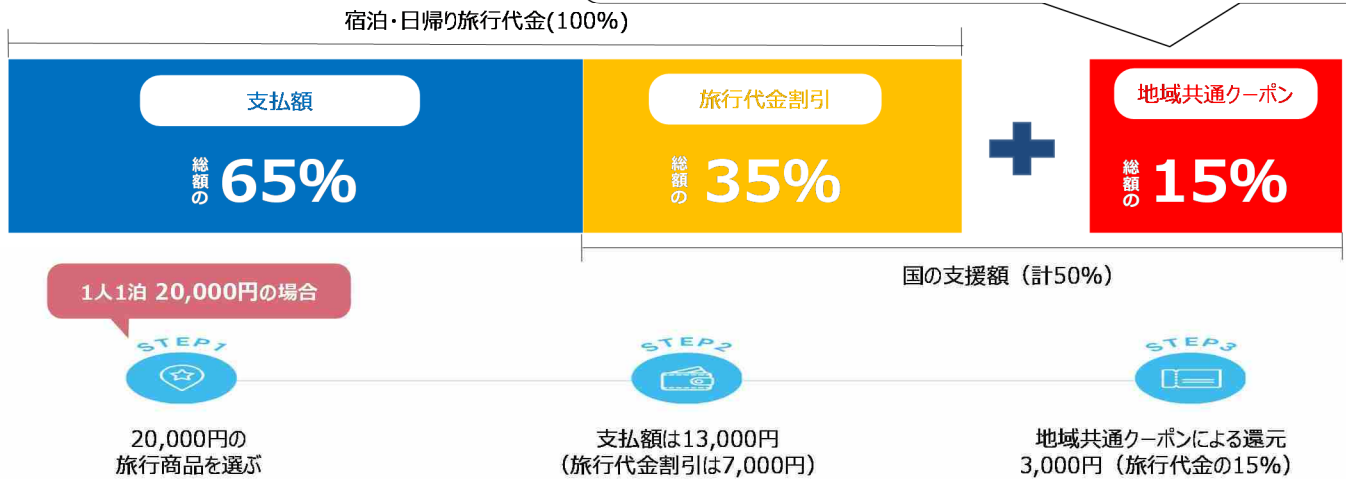 宿泊・日帰り旅行代金(100%)
支払額
総額の 65%
旅行代金割引
総額の 35%
地域共通クーポン
総額の 15%
国の支援額（計50%）
1人1泊 20,000円の場合
STEP1
20,000円の
旅行商品を選ぶ
STEP2
支払額は13,000円
（旅行代金割引は7,000円）
STEP3
地域共通クーポンによる還元
3,000円（旅行代金の15%）